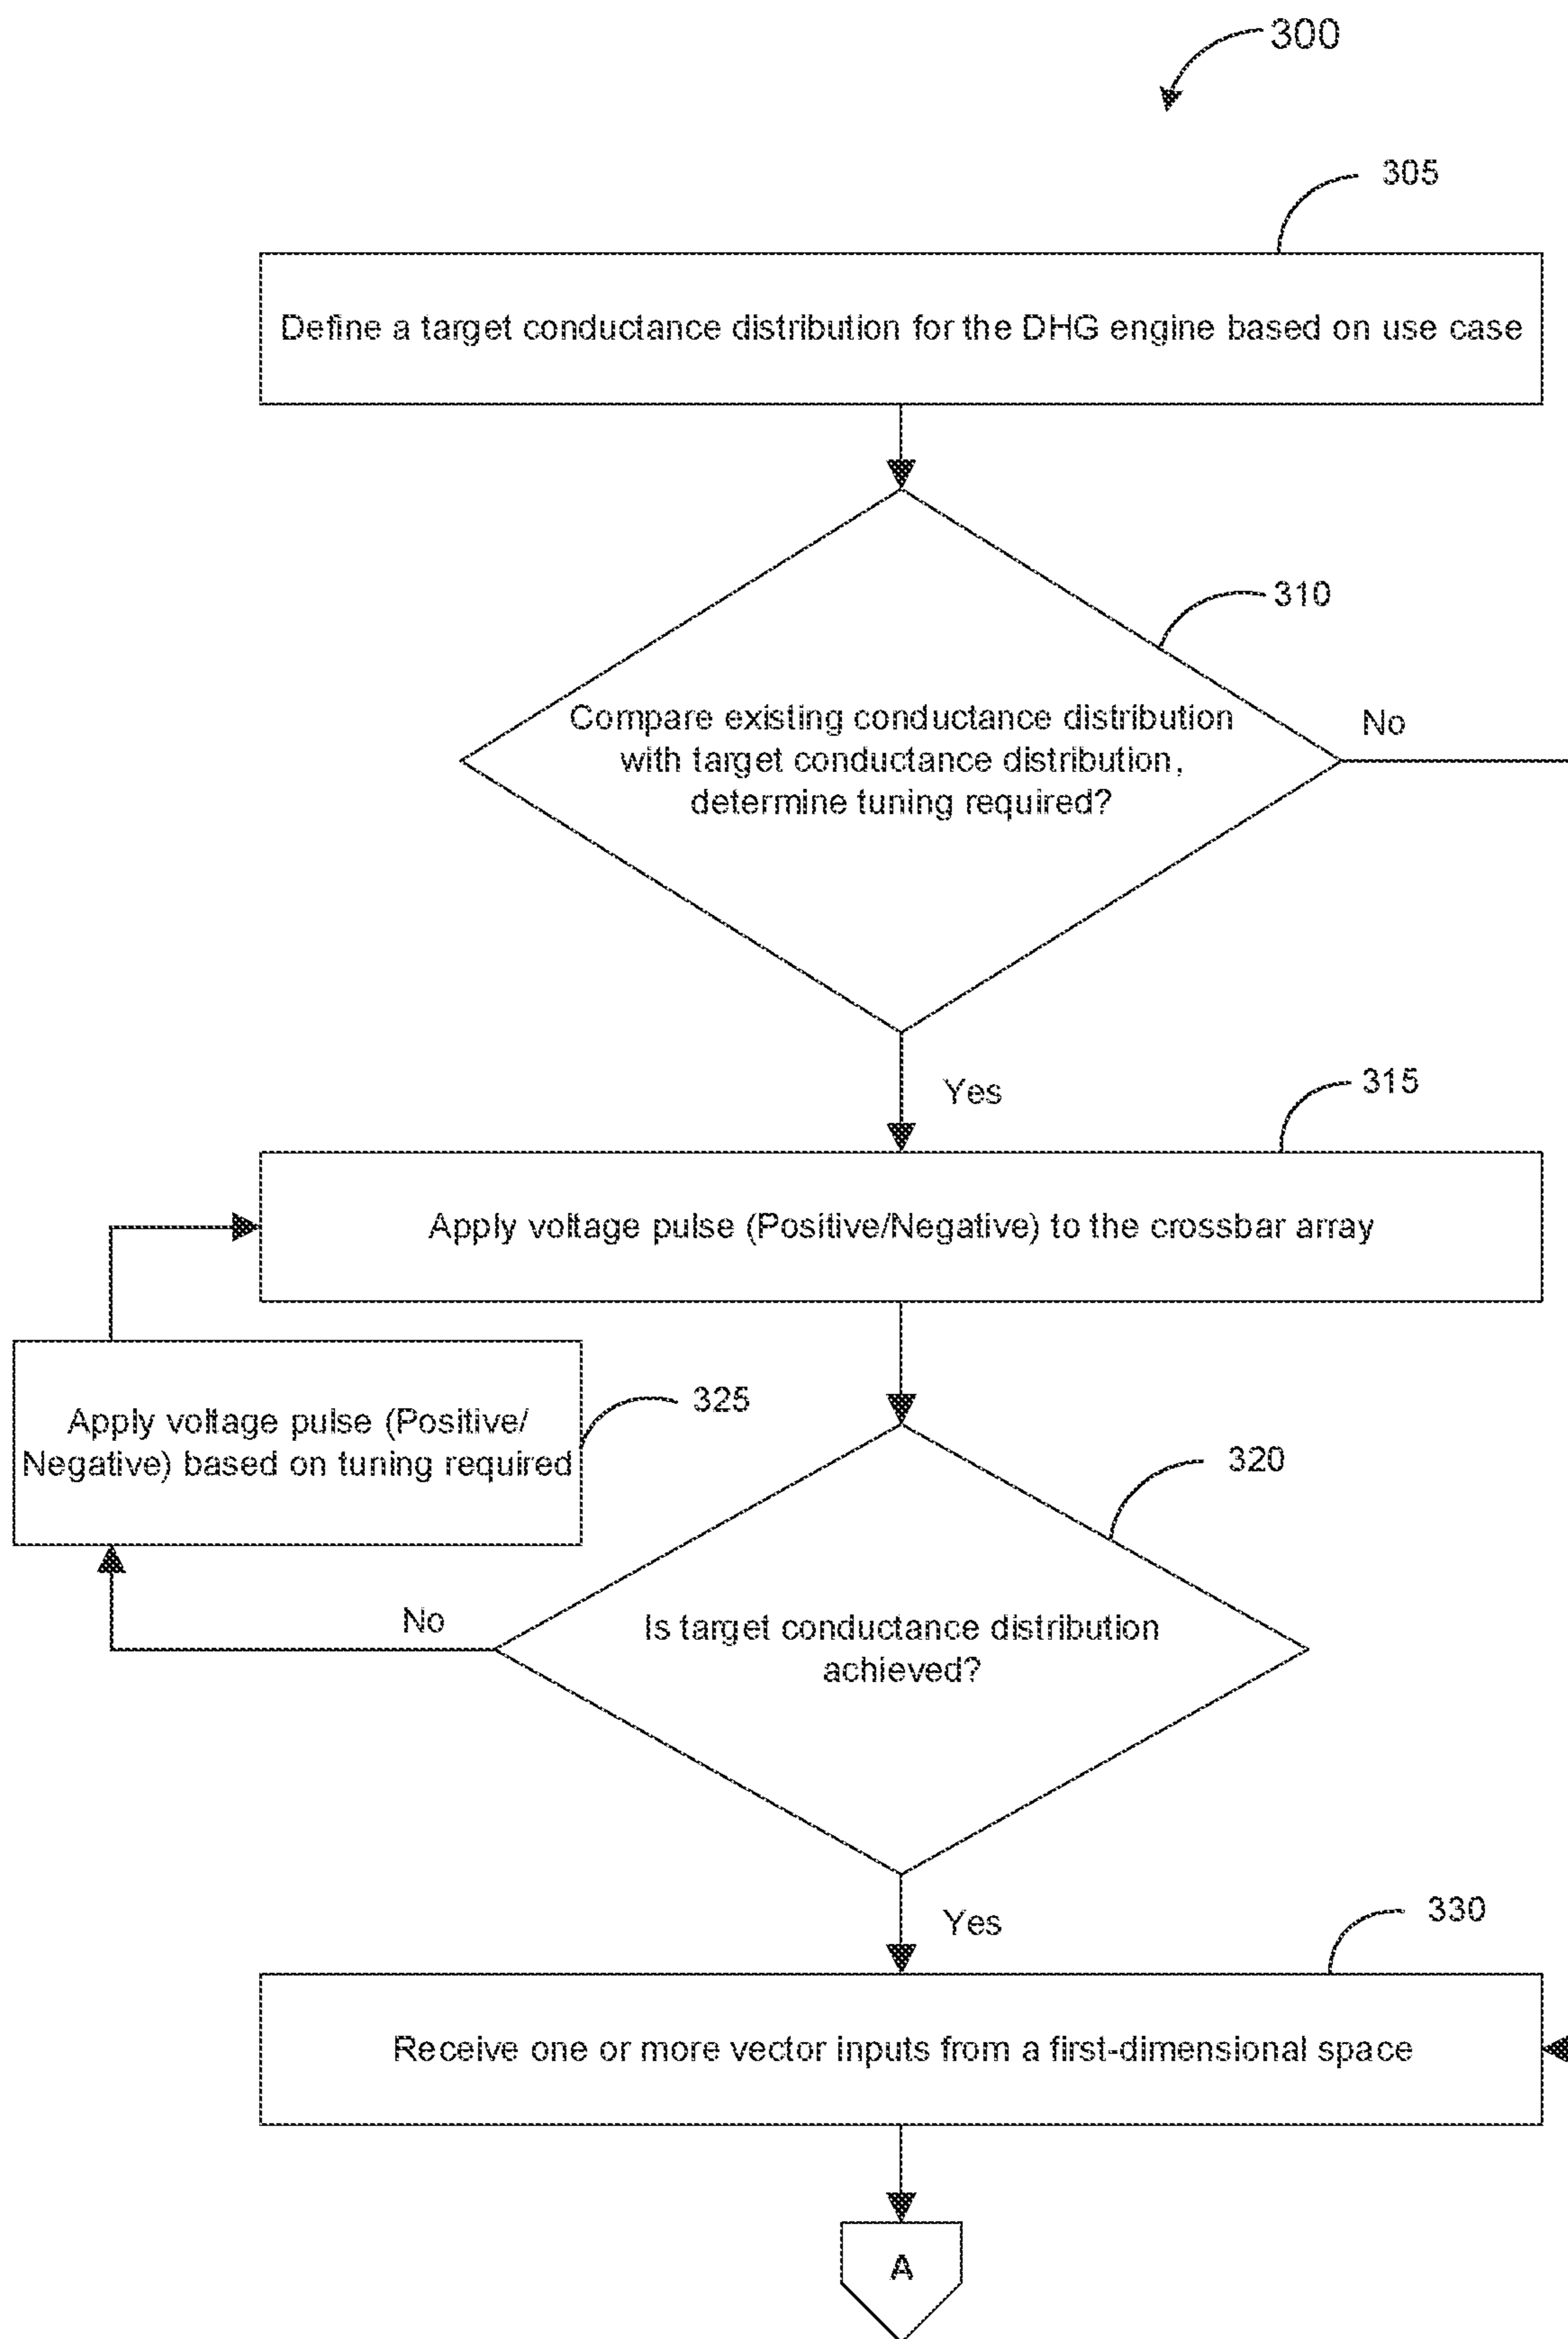 300
305
Define a target conductance distribution for the DHG engine based on use case
310
Compare existing conductance distribution
with target conductance distribution,
determine tuning required?
No
Yes
315
Apply voltage pulse (Positive/Negative) to the crossbar array
Apply voltage pulse (Positive/
Negative) based on tuning required
325
320
Is target conductance distribution
achieved?
No
Yes
330
Receive one or more vector inputs from a first-dimensional space
A